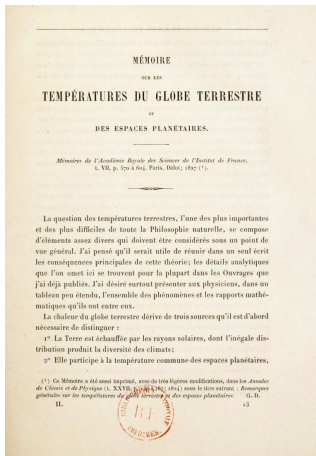 MÉMOIRE
SUR LES
TEMPÉRATURES DU GLOBE TERRESTRE
ET
DES ESPACES PLANÉTAIRES.
Mémoires de l'Académie Royale des Sciences de l'Institut de France,
t. VII, p. 570 à 604. Paris, Didot; 1827 (¹).
La question des températures terrestres, l'une des plus importantes
et des plus difficiles de toute la Philosophie naturelle, se compose
d'éléments assez divers qui doivent être considérés sous un point de
vue général. J'ai pensé qu'il serait utile de réunir dans un seul écrit
les conséquences principales de cette théorie; les détails analytiques
que l'on omet ici se trouvent pour la plupart dans les Ouvrages que
j'ai déjà publiés. J'ai désiré surtout présenter aux physiciens, dans un
tableau peu étendu, l'ensemble des phénomènes et les rapports mathé-
matiques qu'ils ont entre eux.
La chaleur du globe terrestre dérive de trois sources qu'il est d'abord
nécessaire de distinguer :
1° La Terre est échauffée par les rayons solaires, dont l'inégale dis-
tribution produit la diversité des climats;
2° Elle participe à la température commune des espaces planétaires,
(¹) Ce Mémoire a été aussi imprimé, avec de très légères modifications, dans les Annales
de Chimie et de Physique (t. XXVII, p. 136 à 167; 1824) sous le titre suivant : Remarques
générales sur les températures du globe terrestre et des espaces planétaires. G. D.
II. 13